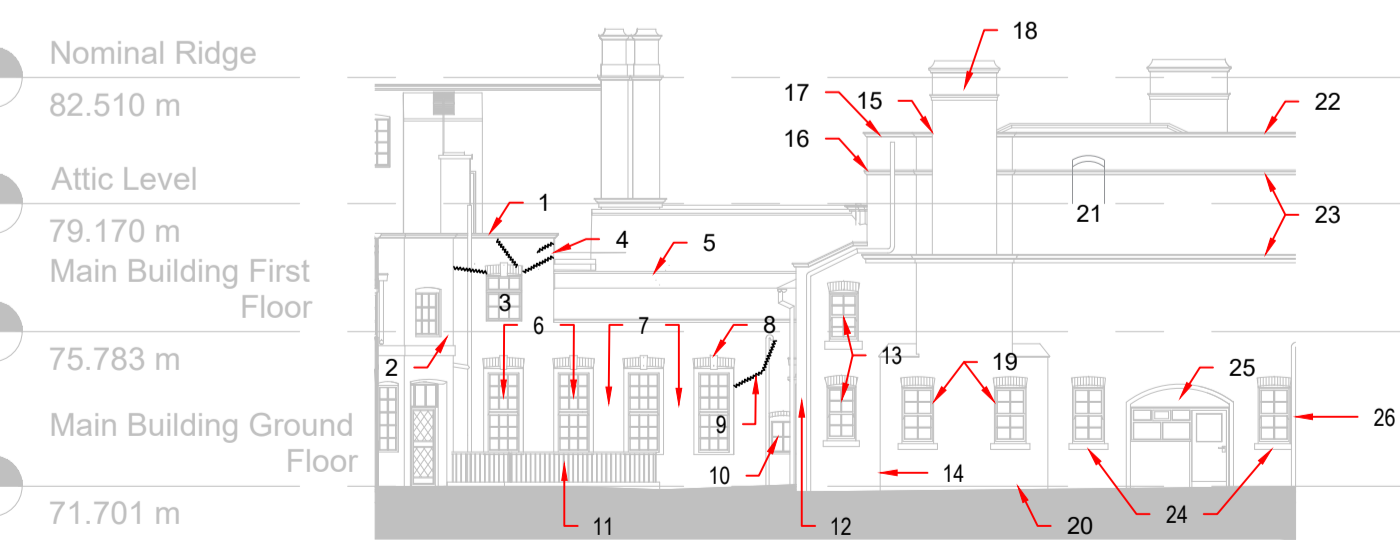 Nominal Ridge
82.510 m
Attic Level
79.170 m
Main Building First
Floor
75.783 m
Main Building Ground
Floor
71.701 m
1
2
3
4
5
6
7
8
9
10
11
12
13
14
15
16
17
18
19
20
21
22
23
24
25
26